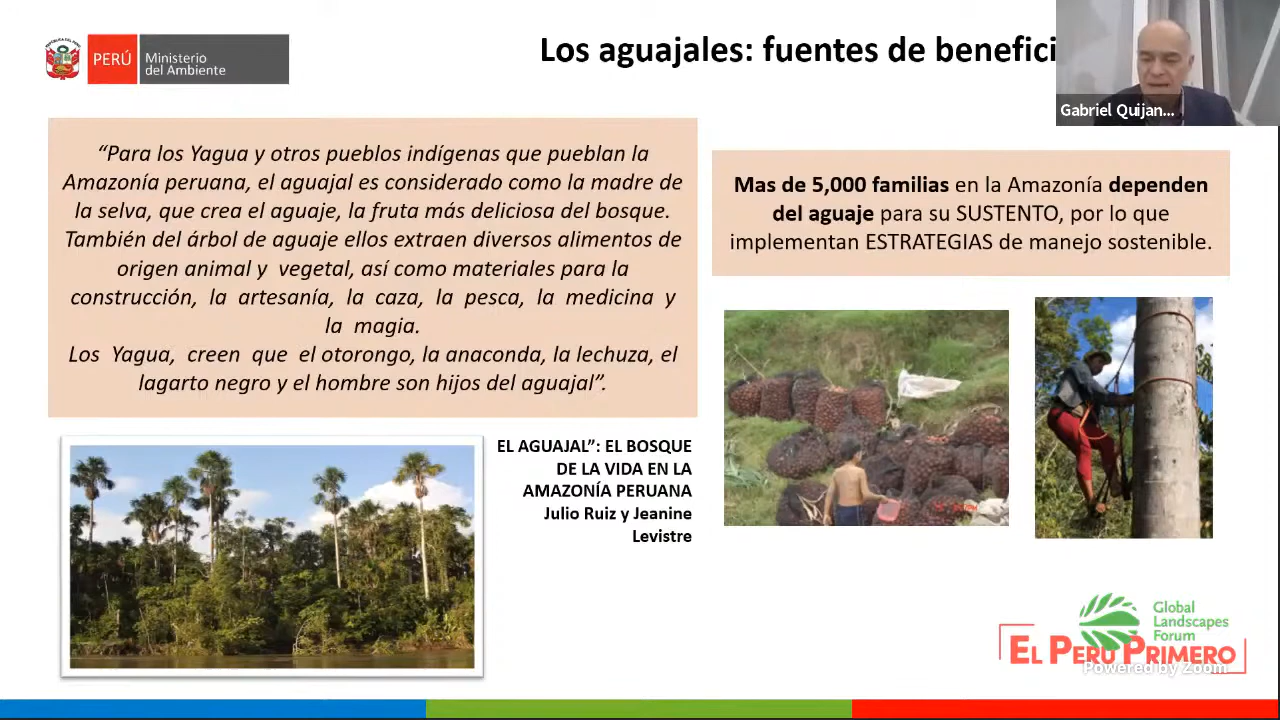 PERÚ
Ministerio
del Ambiente
Los aguajales: fuentes de benefici
Gabriel Quijan...
“Para los Yagua y otros pueblos indígenas que pueblan la
Amazonía peruana, el aguajal es considerado como la madre de
la selva, que crea el aguaje, la fruta más deliciosa del bosque.
También del árbol de aguaje ellos extraen diversos alimentos de
origen animal y vegetal, así como materiales para la
construcción, la artesanía, la caza, la pesca, la medicina y
la magia.
Los Yagua, creen que el otorongo, la anaconda, la lechuza, el
lagarto negro y el hombre son hijos del aguajal”.
Mas de 5,000 familias en la Amazonía dependen
del aguaje para su SUSTENTO, por lo que
implementan ESTRATEGIAS de manejo sostenible.
EL AGUAJAL”: EL BOSQUE
DE LA VIDA EN LA
AMAZONÍA PERUANA
Julio Ruiz y Jeanine
Levistre
Global
Landscapes
Forum
EL PERÚ PRIMERO
Powered by Zoom